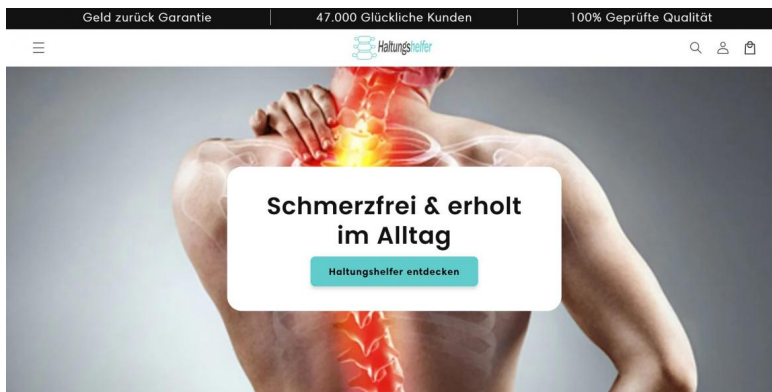 Geld zurück Garantie
47.000 Glückliche Kunden
100% Geprüfte Qualität
Haltungshelfer
Schmerzfrei & erholt
im Alltag
Haltungshelfer entdecken